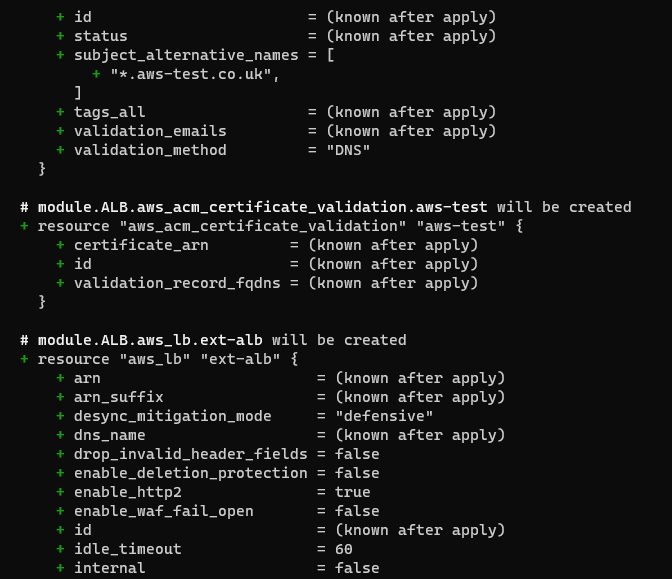 + id                        = (known after apply)
+ status                    = (known after apply)
+ subject_alternative_names = [
+ "*.aws-test.co.uk",
]
+ tags_all                  = (known after apply)
+ validation_emails         = (known after apply)
+ validation_method         = "DNS"
}
# module.ALB.aws_acm_certificate_validation.aws-test will be created
+ resource "aws_acm_certificate_validation" "aws-test" {
+ certificate_arn         = (known after apply)
+ id                      = (known after apply)
+ validation_record_fqdns = (known after apply)
}
# module.ALB.aws_lb.ext-alb will be created
+ resource "aws_lb" "ext-alb" {
+ arn                        = (known after apply)
+ arn_suffix                 = (known after apply)
+ desync_mitigation_mode     = "defensive"
+ dns_name                   = (known after apply)
+ drop_invalid_header_fields = false
+ enable_deletion_protection = false
+ enable_http2               = true
+ enable_waf_fail_open       = false
+ id                         = (known after apply)
+ idle_timeout               = 60
+ internal                   = false